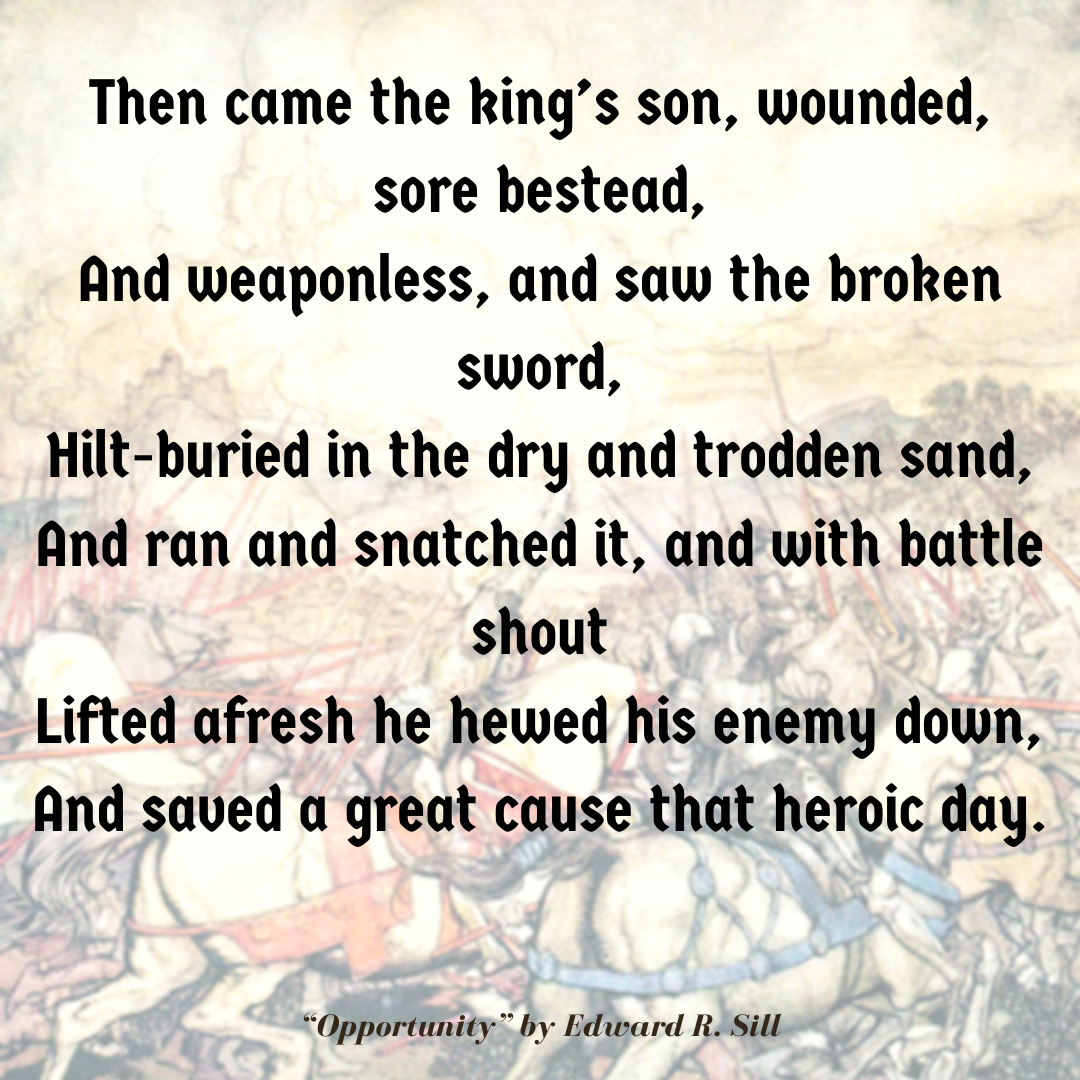 Then came the king’s son, wounded,
sore bestead,
And weaponless, and saw the broken
sword,
Hilt-buried in the dry and trodden sand,
And ran and snatched it, and with battle
shout
Lifted afresh he hewed his enemy down,
And saved a great cause that heroic day.
“Opportunity” by Edward R. Sill